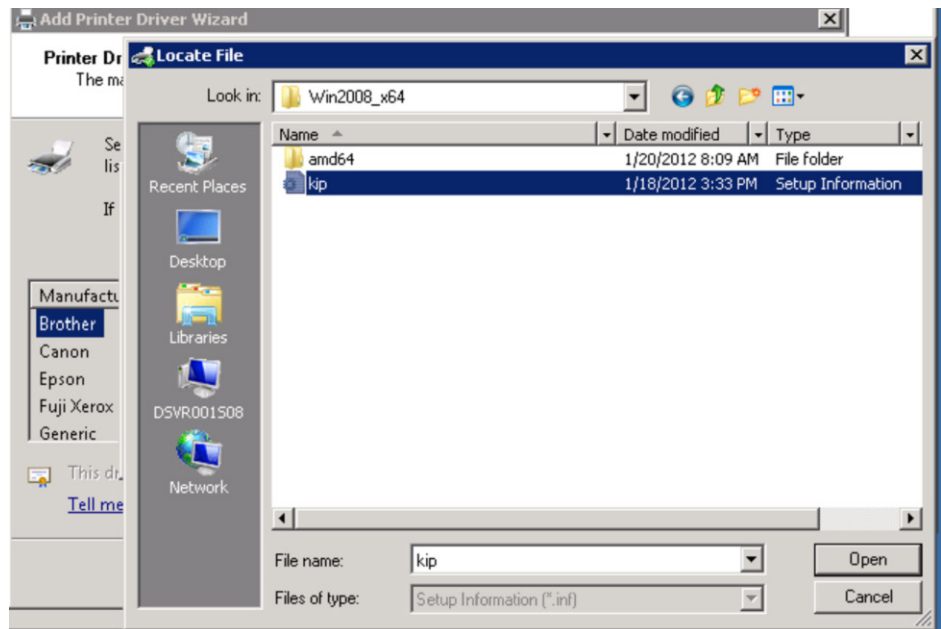 Add Printer Driver Wizard
Printer Dr
The ma
Locate File
Look in:
Win2008_x64
Name
Date modified
Type
amd64
1/20/2012 8:09 AM
File folder
kip
1/18/2012 3:33 PM
Setup Information
Se
lis
If
Recent Places
Desktop
Libraries
DSVR001S08
Network
Manufactu
Brother
Canon
Epson
Fuji Xerox
Generic
This dr
Tell me
File name:
kip
Open
Files of type:
Setup Information (*.inf)
Cancel